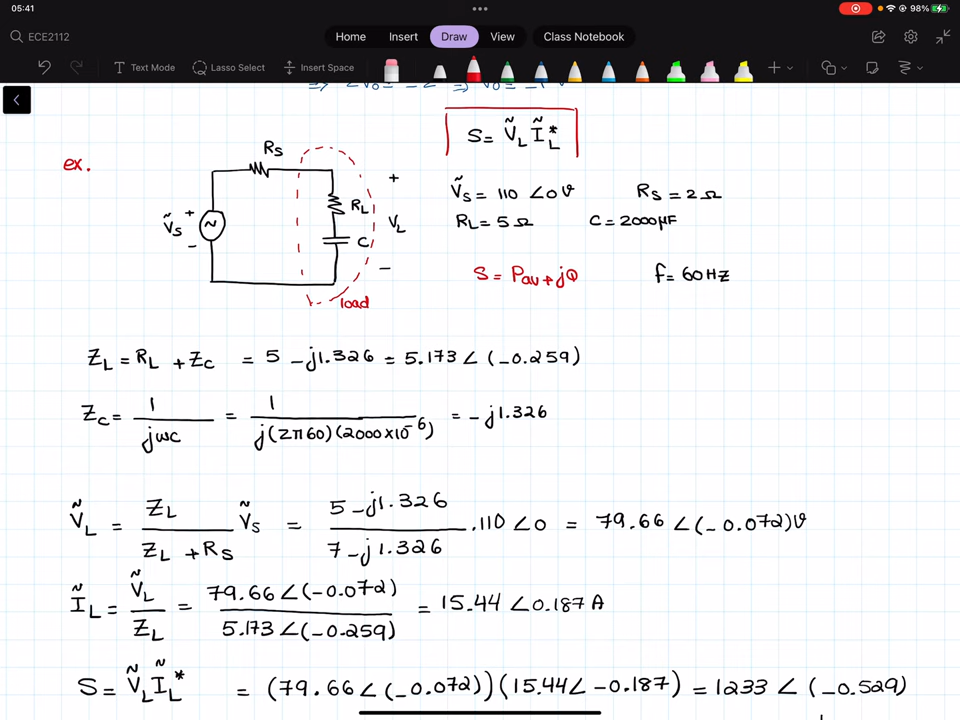 05:41
98%
ECE2112
Home Insert Draw View Class Notebook
Text Mode Lasso Select Insert Space
S = ṼL ĨL*
ex.
RS
ṼS = 110 ∠0 v RS = 2 Ω
+
RL
RL = 5 Ω C = 2000μF
ṼS + ~ -
VL
C
-
S = Pav + jQ f = 60 Hz
load
ZL = RL + ZC = 5 - j1.326 = 5.173 ∠(-0.259)
ZC = 1 / jωC = 1 / j(2π60)(2000×10^-6) = -j1.326
ṼL = ZL / (ZL + RS) ṼS = (5 - j1.326) / (7 - j1.326) . 110 ∠0 = 79.66 ∠(-0.072) v
ĨL = ṼL / ZL = 79.66 ∠(-0.072) / 5.173 ∠(-0.259) = 15.44 ∠0.187 A
S = ṼL ĨL* = (79.66 ∠(-0.072)) (15.44 ∠ -0.187) = 1233 ∠ (-0.529)